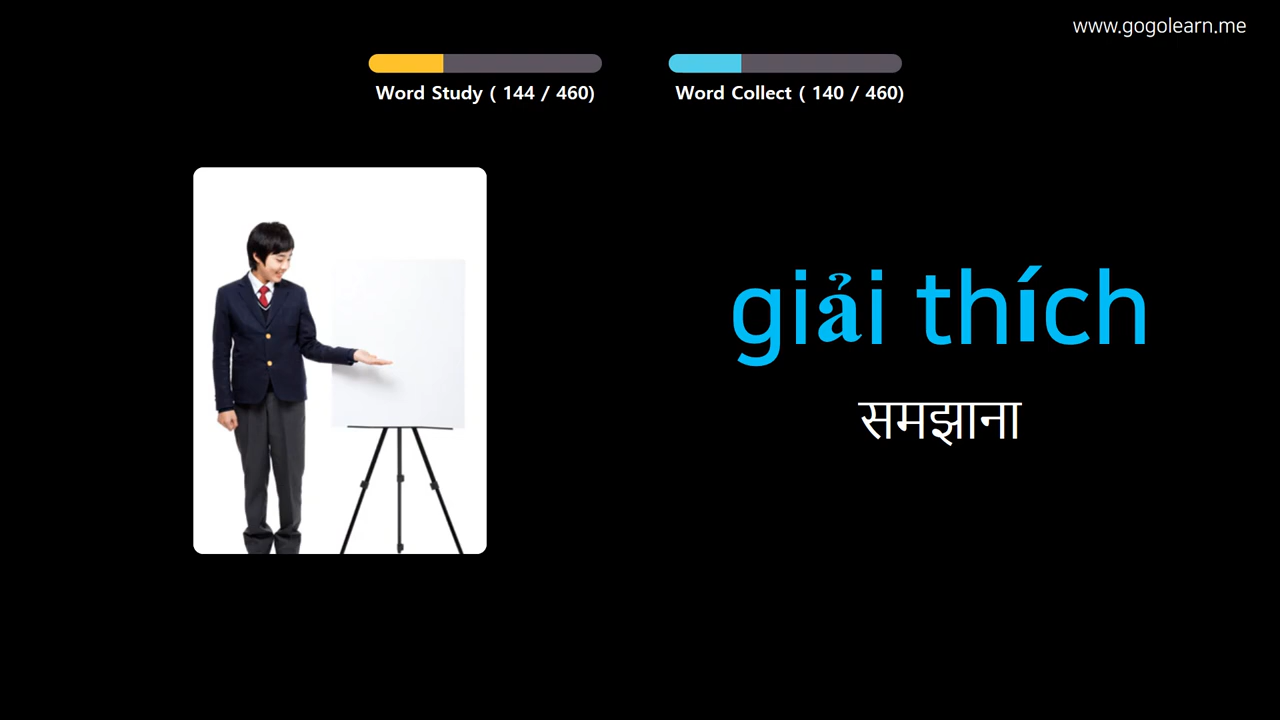 www.gogolearn.me
Word Study ( 144 / 460)
Word Collect ( 140 / 460)
giải thích
समझाना